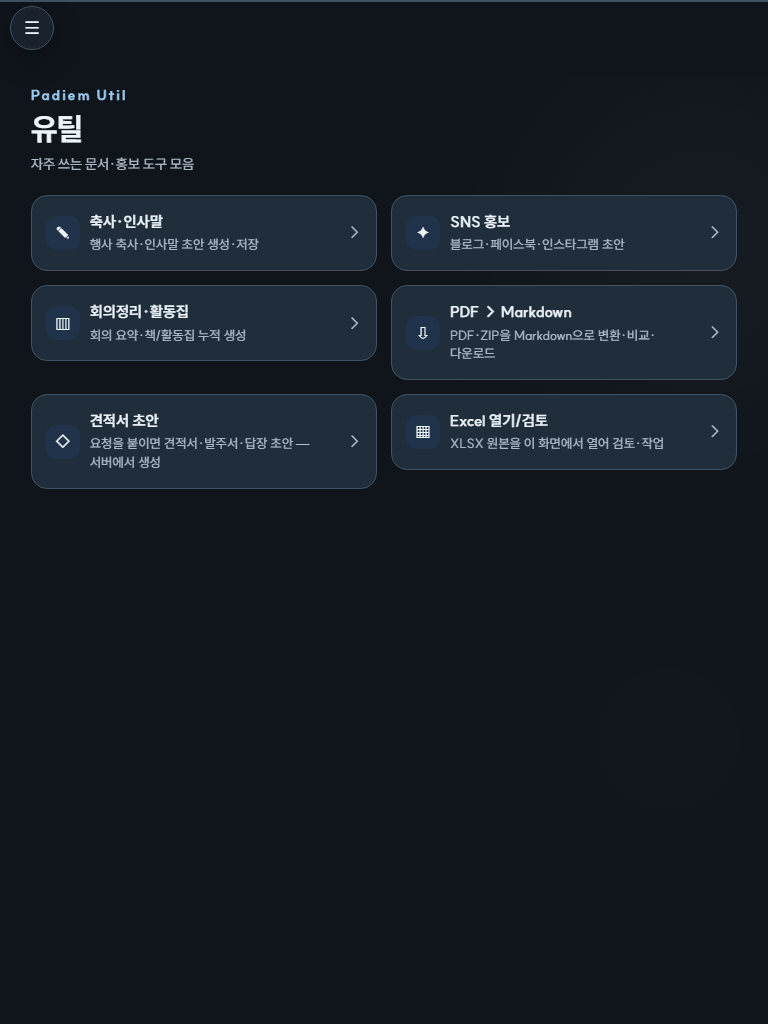 Padiem Util
유틸
자주 쓰는 문서·홍보 도구 모음
축사·인사말
행사 축사·인사말 초안 생성·저장
SNS 홍보
블로그·페이스북·인스타그램 초안
회의정리·활동집
회의 요약·책/활동집 누적 생성
PDF > Markdown
PDF·ZIP을 Markdown으로 변환·비교·
다운로드
견적서 초안
요청을 붙이면 견적서·발주서·답장 초안 —
서버에서 생성
Excel 열기/검토
XLSX 원본을 이 화면에서 열어 검토·작업